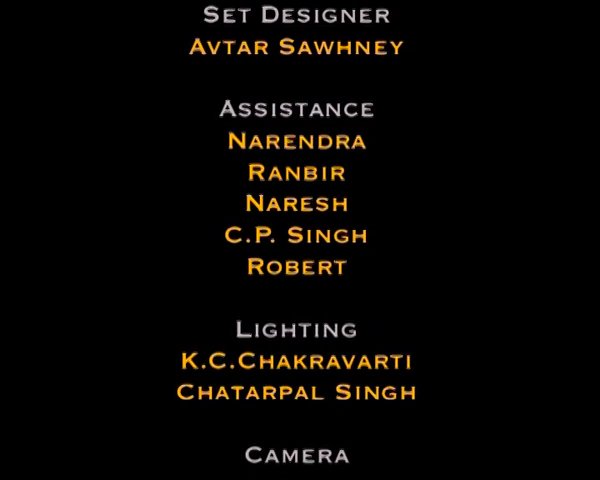 Set Designer
Avtar Sawhney
Assistance
Narendra
Ranbir
Naresh
C.P. Singh
Robert
Lighting
K.C.Chakravarti
Chatarpal Singh
Camera